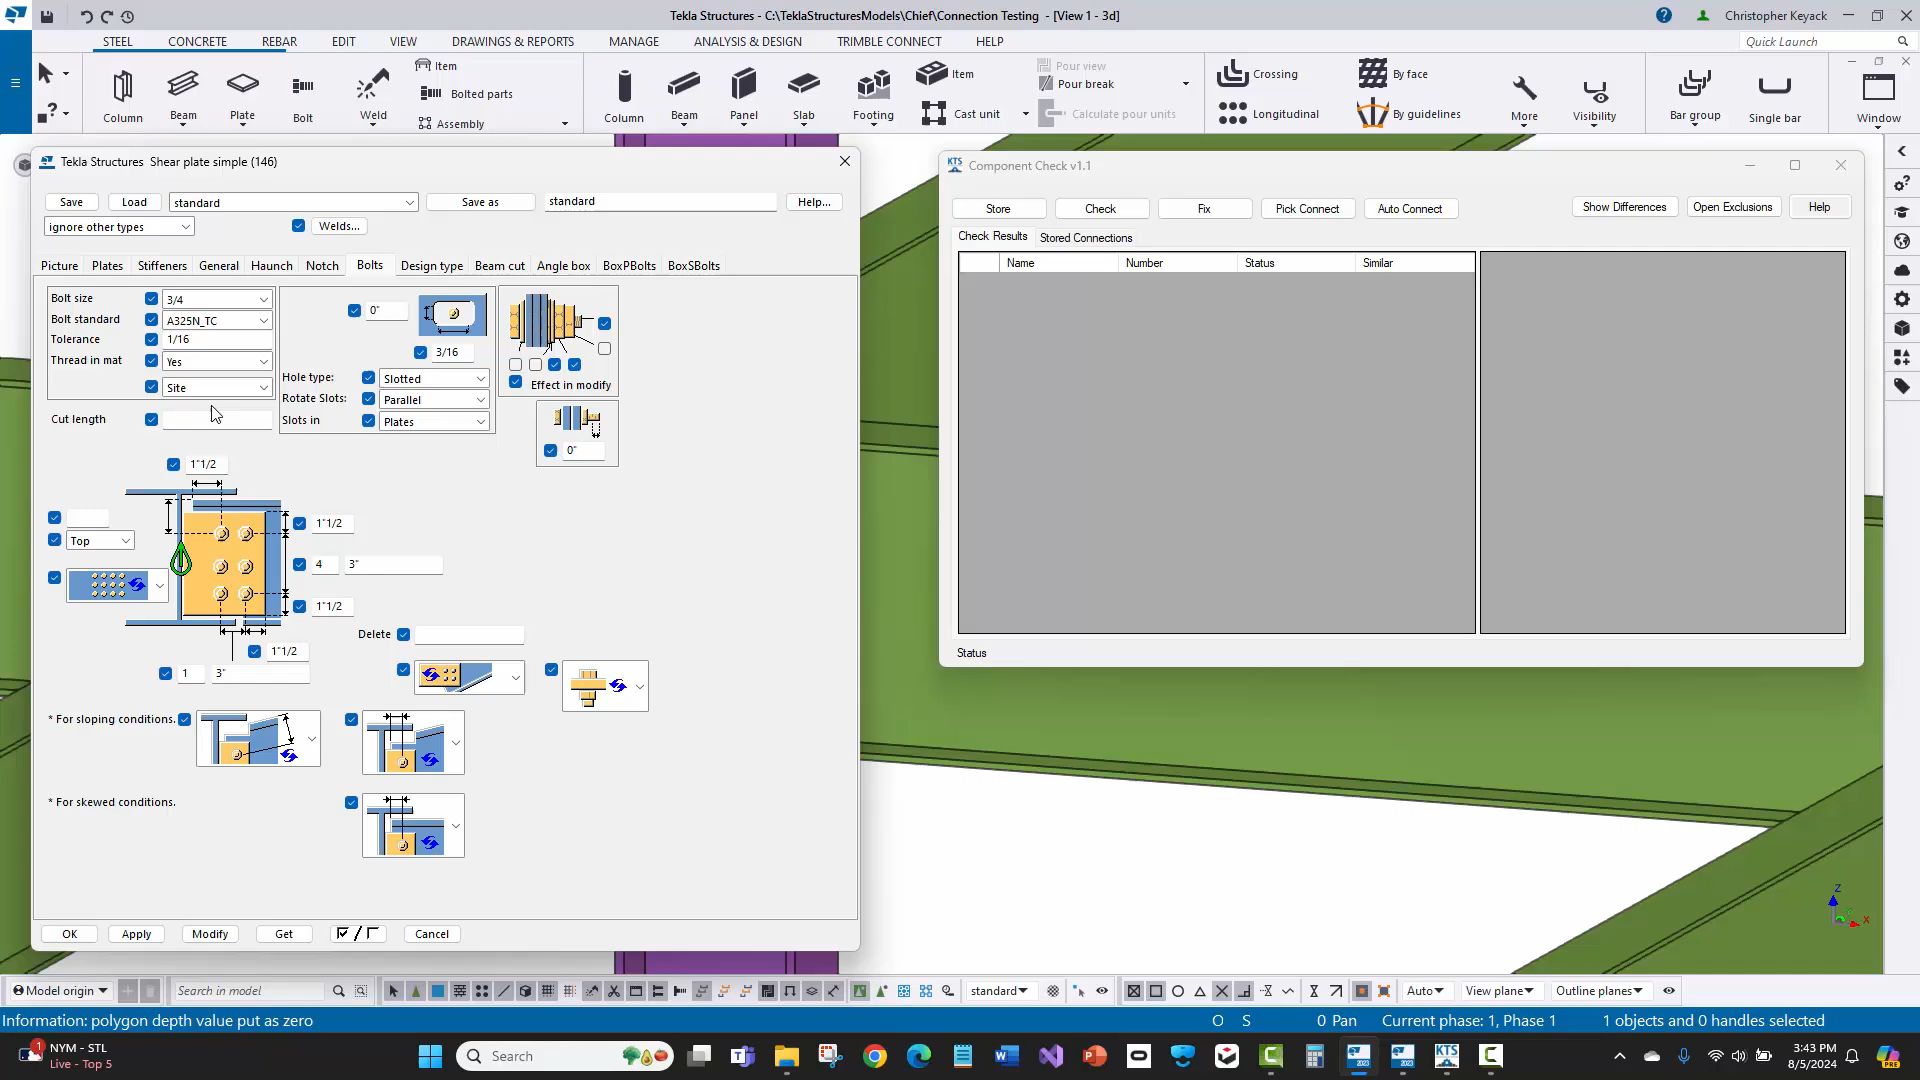 Tekla Structures - C:\TeklaStructuresModels\Chief\Connection Testing - [View 1 - 3d]
Christopher Keyack
STEEL CONCRETE REBAR EDIT VIEW DRAWINGS & REPORTS MANAGE ANALYSIS & DESIGN TRIMBLE CONNECT HELP
Quick Launch
Item
Bolted parts
Assembly
Column Beam Plate Bolt Weld
Column Beam Panel Slab Footing
Item
Cast unit
Pour view
Pour break
Calculate pour units
Crossing
Longitudinal
By face
By guidelines
More Visibility Bar group Single bar Window
Tekla Structures Shear plate simple (146)
Save Load standard Save as standard Help...
ignore other types Welds...
Picture Plates Stiffeners General Haunch Notch Bolts Design type Beam cut Angle box BoxPBolts BoxSBolts
Bolt size 3/4
Bolt standard A325N_TC
Tolerance 1/16
Thread in mat Yes
Site
Cut length
0"
3/16
Hole type: Slotted
Rotate Slots: Parallel
Slots in Plates
Effect in modify
0"
1"1/2
1"1/2
Top
4 3"
1"1/2
1"1/2
1 3"
Delete
* For sloping conditions.
* For skewed conditions.
OK Apply Modify Get / Cancel
KTS Component Check v1.1
Store Check Fix Pick Connect Auto Connect Show Differences Open Exclusions Help
Check Results Stored Connections
Name Number Status Similar
Status
Z
X
Model origin
Search in model
standard
Auto View plane Outline planes
Information: polygon depth value put as zero
O S 0 Pan Current phase: 1, Phase 1 1 objects and 0 handles selected
1
NYM - STL
Live - Top 5
Search
2023
2023
KTS
3:43 PM
8/5/2024
PRE